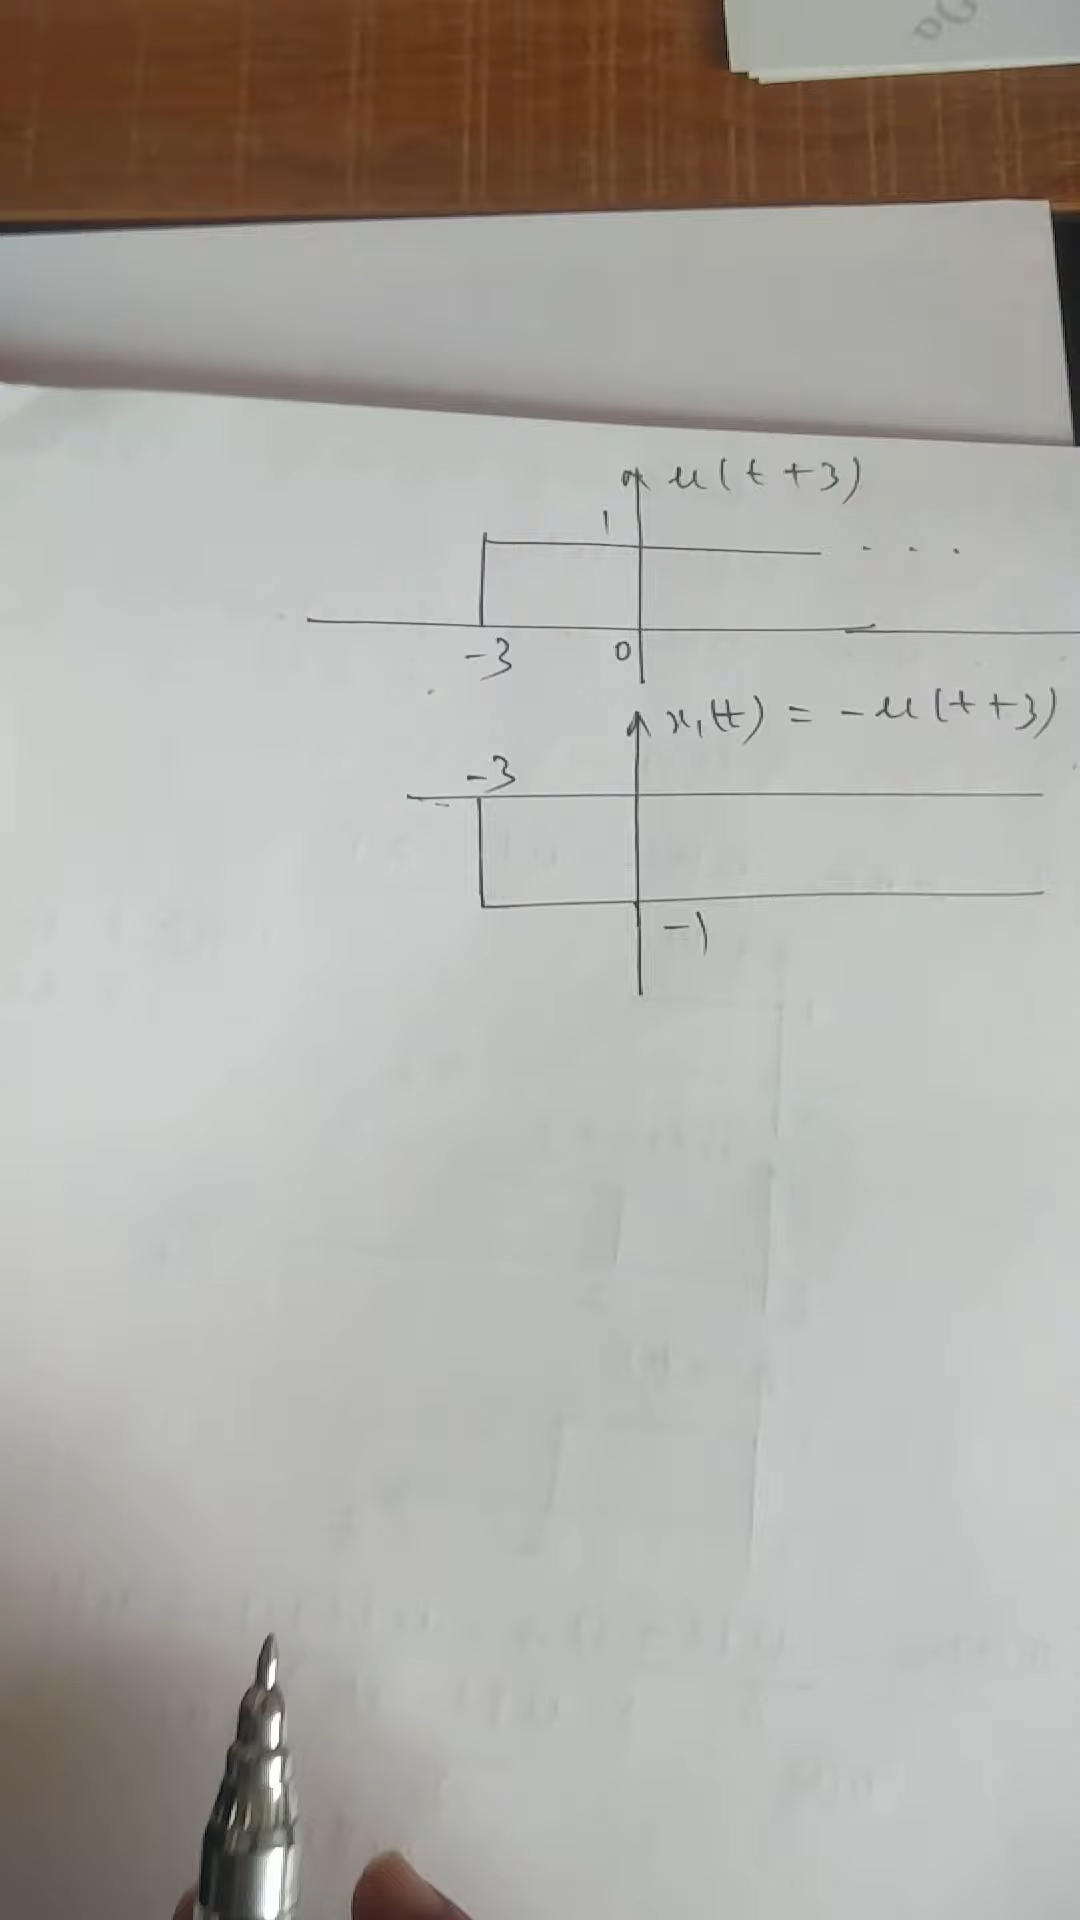 u(t+3)
1 . . .
-3 0
x₁(t) = -u(t+3)
-3
-1